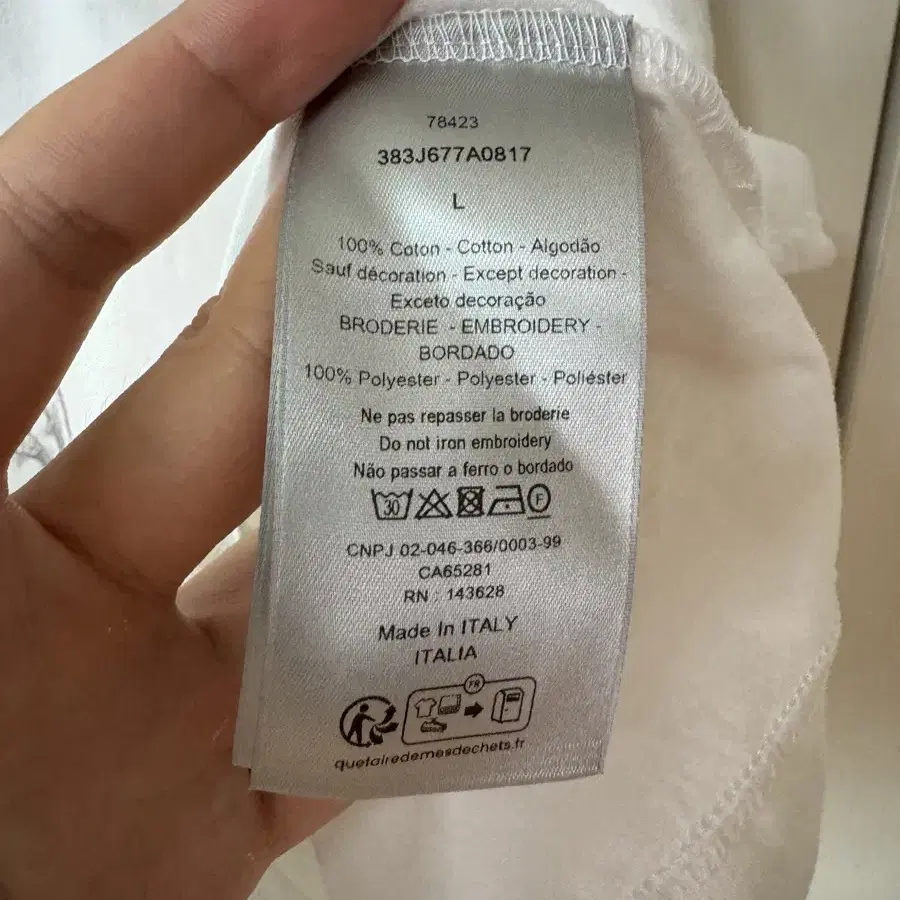 78423
383J677A0817
L
100% Coton - Cotton - Algodão
Sauf décoration - Except decoration -
Exceto decoração
BRODERIE - EMBROIDERY -
BORDADO
100% Polyester - Polyester - Poliéster
Ne pas repasser la broderie
Do not iron embroidery
Não passar a ferro o bordado
30 F
CNPJ 02-046-366/0003-99
CA65281
RN : 143628
Made In ITALY
ITALIA
FR
quefairedemesdechets.fr